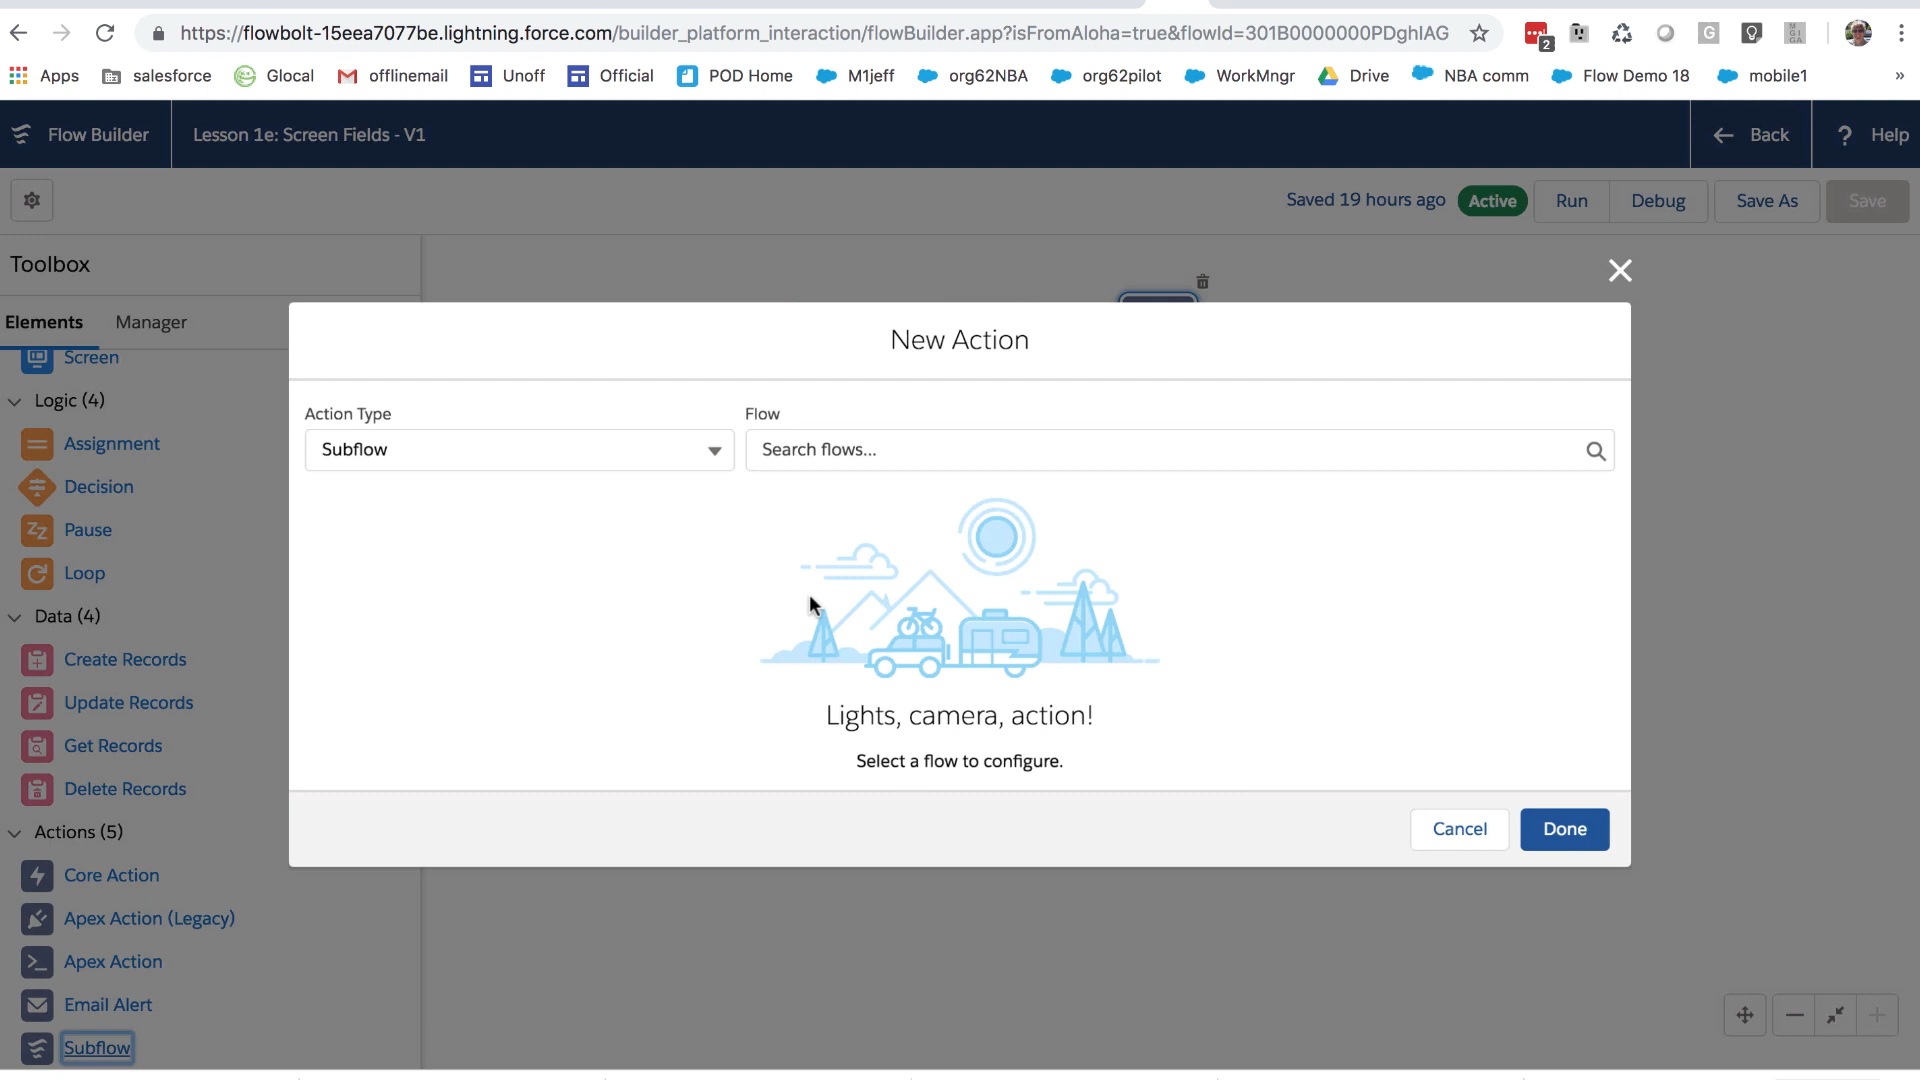 https://flowbolt-15eea7077be.lightning.force.com/builder_platform_interaction/flowBuilder.app?isFromAloha=true&flowId=301B0000000PDghIAG
2
G
Apps
salesforce
Glocal
offlinemail
Unoff
Official
POD Home
M1jeff
org62NBA
org62pilot
WorkMngr
Drive
NBA comm
Flow Demo 18
mobile1
»
Flow Builder
Lesson 1e: Screen Fields - V1
Back
? Help
Saved 19 hours ago
Active
Run
Debug
Save As
Save
Toolbox
Elements
Manager
Screen
Logic (4)
Assignment
Decision
Pause
Loop
Data (4)
Create Records
Update Records
Get Records
Delete Records
Actions (5)
Core Action
Apex Action (Legacy)
Apex Action
Email Alert
Subflow
New Action
Action Type
Flow
Subflow
Search flows...
Lights, camera, action!
Select a flow to configure.
Cancel
Done